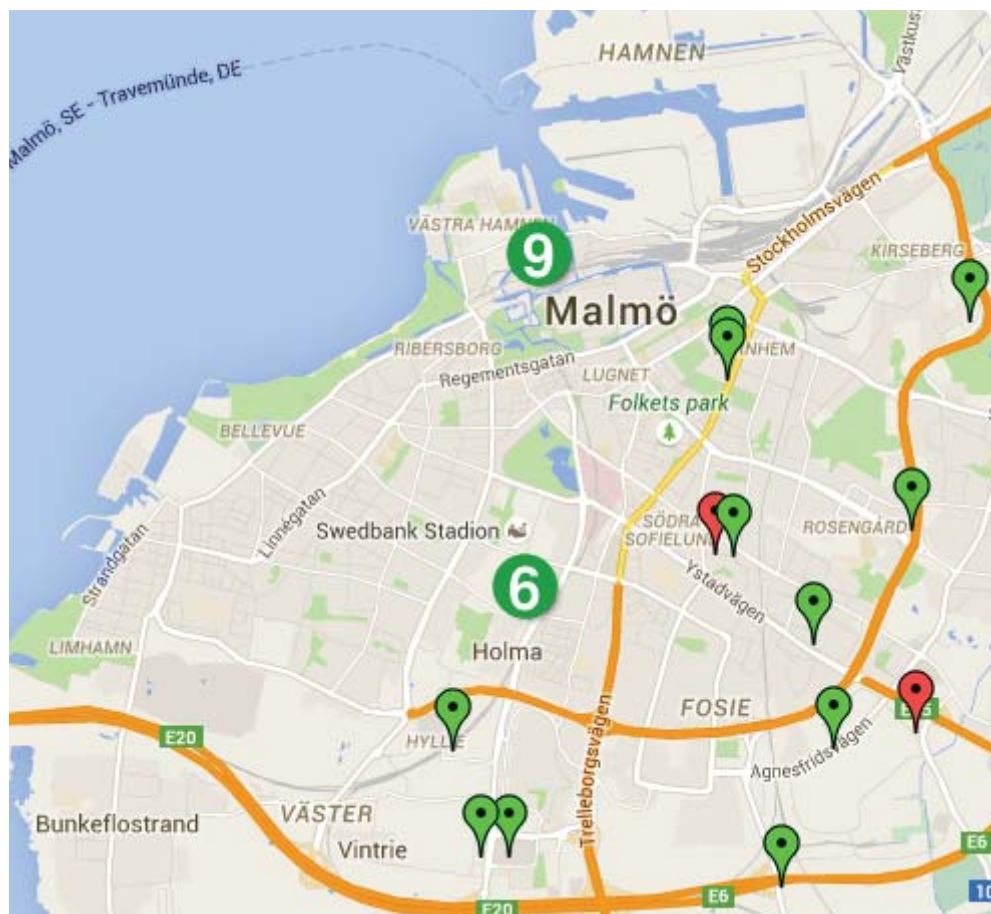 HAMNEN
Västkus
Malmö, SE - Travemünde, DE
Stockholmsvägen
VÄSTRA HAMNEN
KIRSEBERG
9
Malmö
RIBERSBORG
Regementsgatan
LUGNET
NHEM
Folkets park
BELLEVUE
Linnégatan
Swedbank Stadion
SÖDRA
SOFIELUND
ROSENGÅRD
Strandgatan
Ystadvägen
6
LIMHAMN
Holma
FOSIE
E20
HYLLIE
Trelleborgsvägen
Agnesfridsvägen
VÄSTER
Bunkeflostrand
Vintrie
E6
E6
E20
10